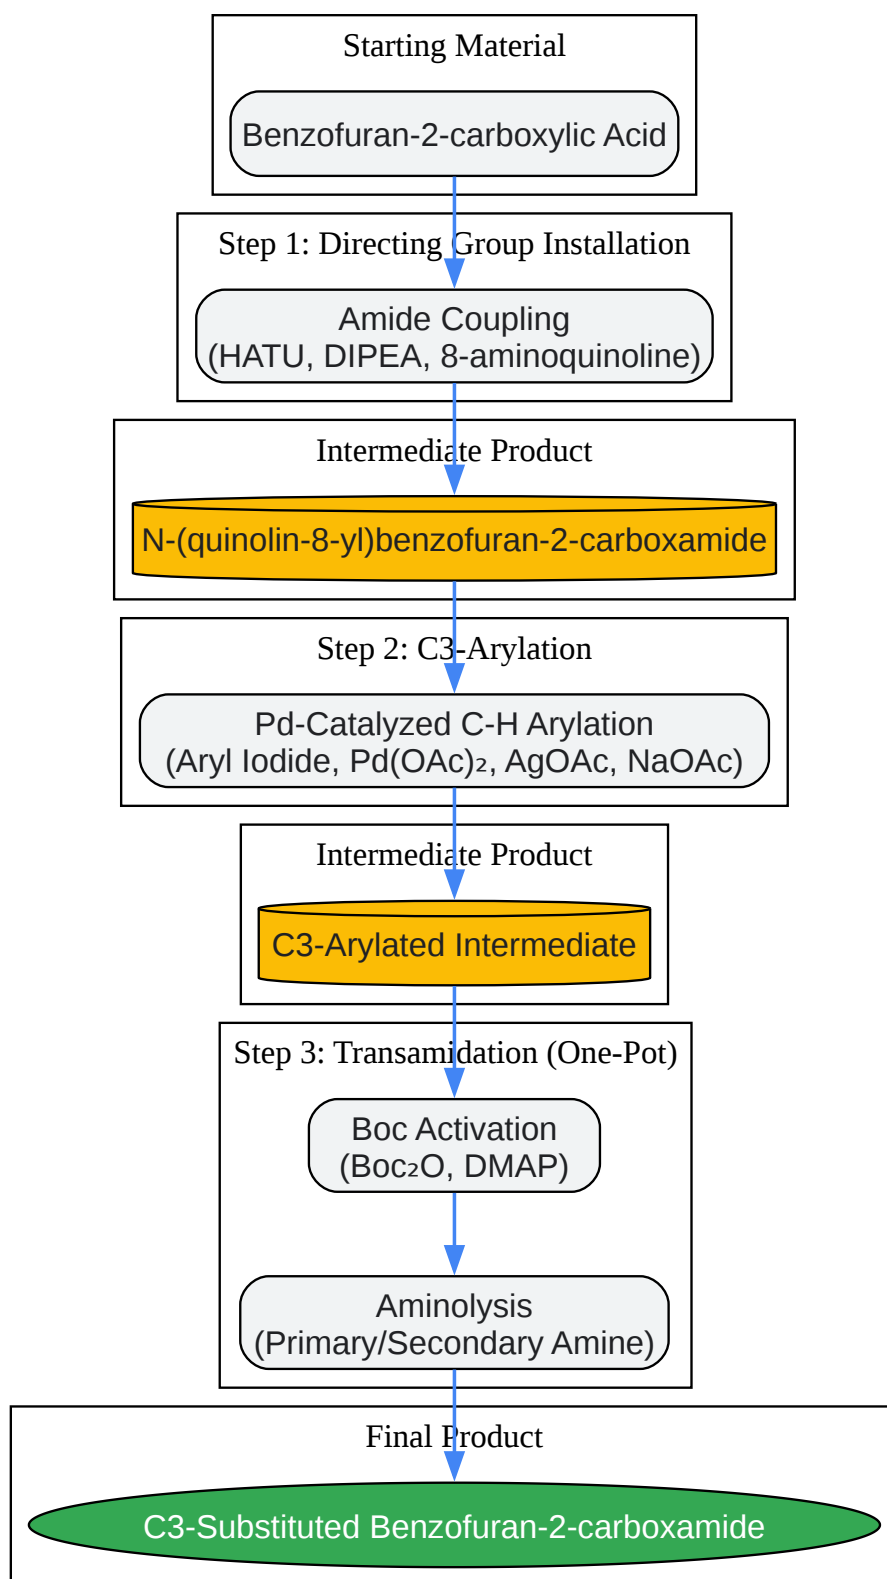 Starting Material
Benzofuran-2-carboxylic Acid
Step 1: Directing Group Installation
Amide Coupling
(HATU, DIPEA, 8-aminoquinoline)
Intermediate Product
N-(quinolin-8-yl)benzofuran-2-carboxamide
Step 2: C3-Arylation
Pd-Catalyzed C-H Arylation
(Aryl Iodide, Pd(OAc)₂, AgOAc, NaOAc)
Intermediate Product
C3-Arylated Intermediate
Step 3: Transamidation (One-Pot)
Boc Activation
(Boc₂O, DMAP)
Aminolysis
(Primary/Secondary Amine)
Final Product
C3-Substituted Benzofuran-2-carboxamide